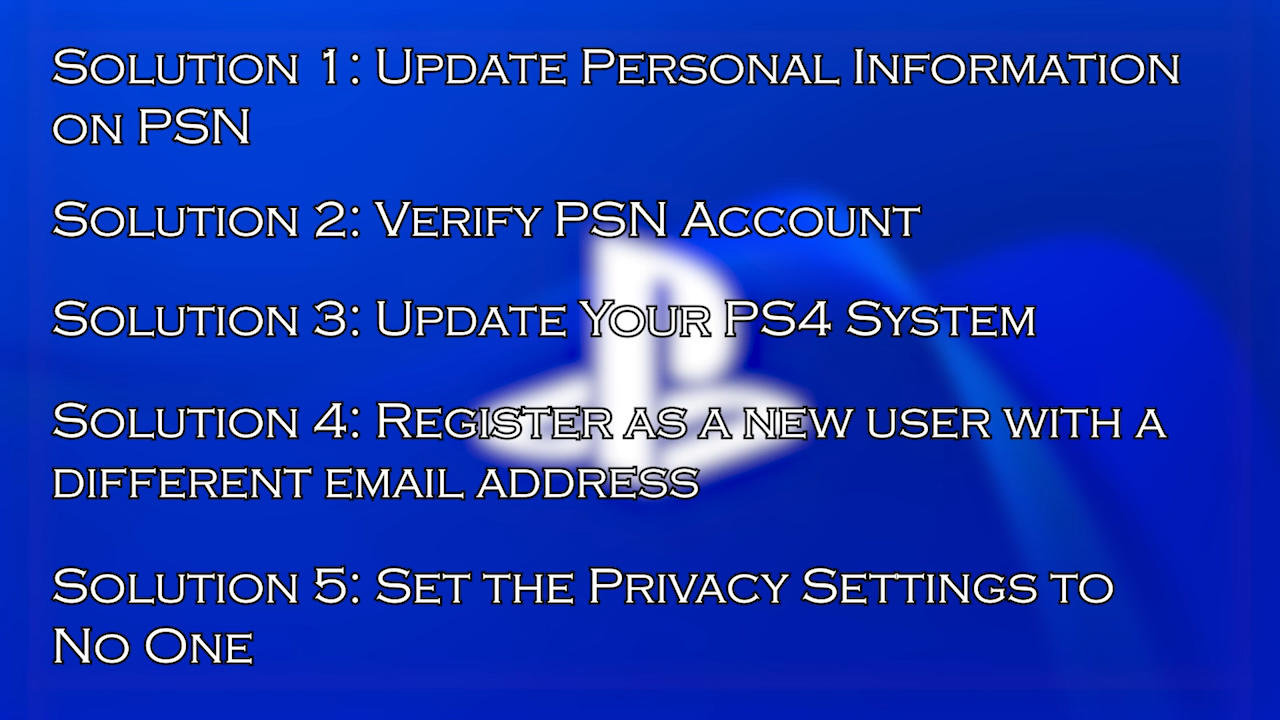 Solution 1: Update Personal Information
on PSN
Solution 2: Verify PSN Account
Solution 3: Update Your PS4 System
Solution 4: Register as a new user with a
different email address
Solution 5: Set the Privacy Settings to
No One